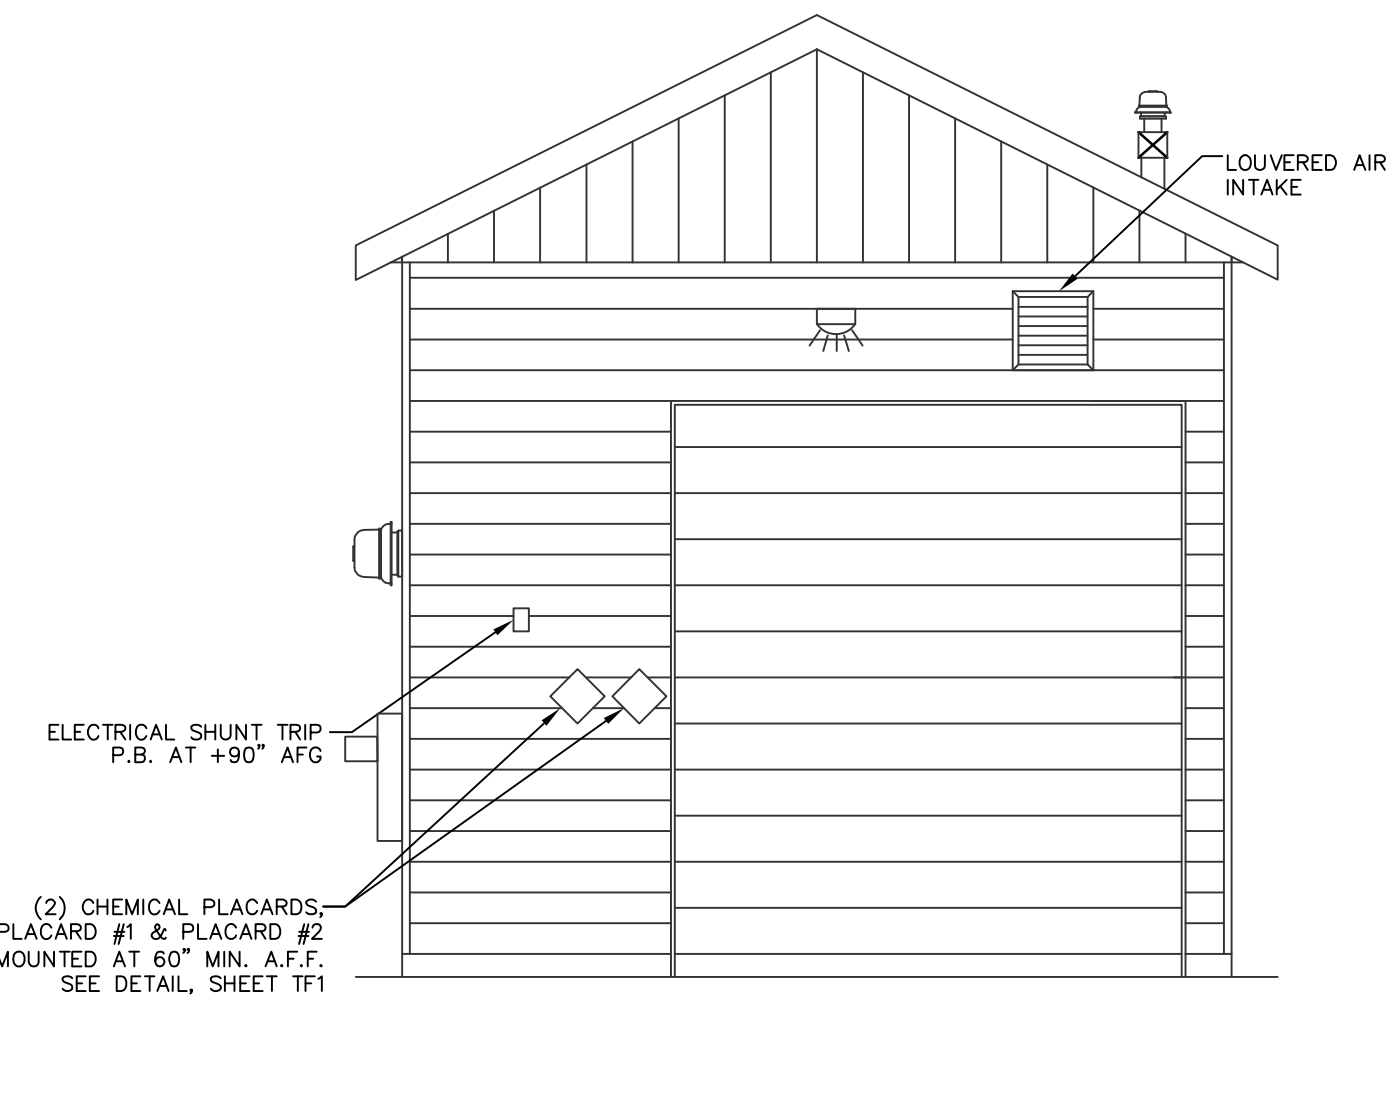 LOUVERED AIR
INTAKE
ELECTRICAL SHUNT TRIP
P.B. AT +90" AFG
(2) CHEMICAL PLACARDS,
PLACARD #1 & PLACARD #2
MOUNTED AT 60" MIN. A.F.F.
SEE DETAIL, SHEET TF1